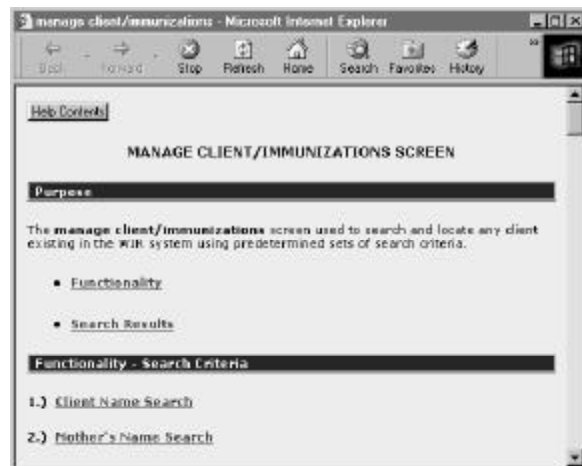 manage client/immunizations - Microsoft Internet Explorer
Back Forward Stop Refresh Home Search Favorites History »
Help Contents
MANAGE CLIENT/IMMUNIZATIONS SCREEN
Purpose
The manage client/immunizations screen used to search and locate any client
existing in the WIR system using predetermined sets of search criteria.
• Functionality
• Search Results
Functionality - Search Criteria
1.) Client Name Search
2.) Mother's Name Search